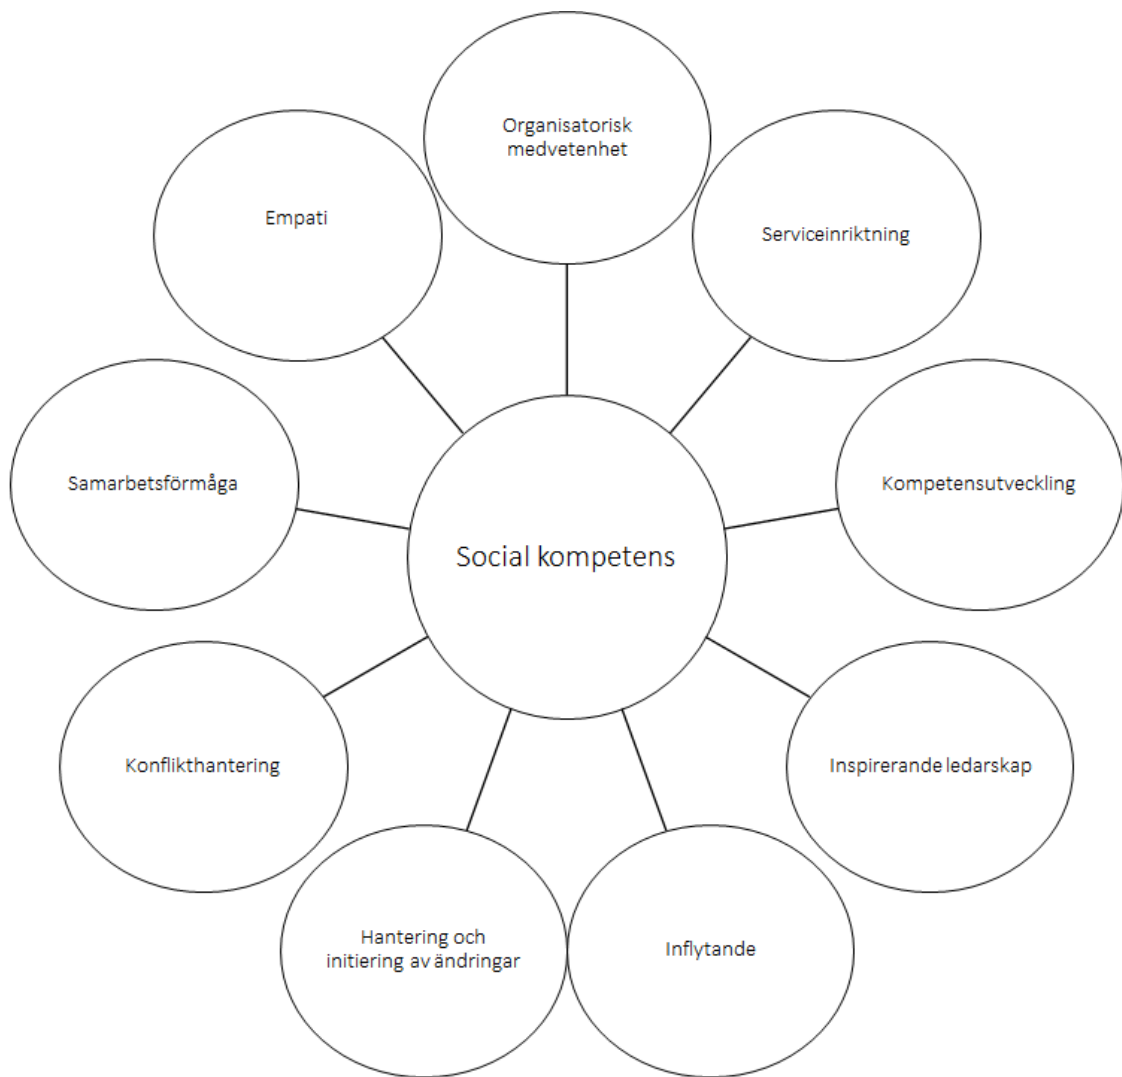 Organisatorisk
medvetenhet
Empati
Serviceinriktning
Samarbetsförmåga
Kompetensutveckling
Social kompetens
Konflikthantering
Inspirerande ledarskap
Hantering och
initiering av ändringar
Inflytande